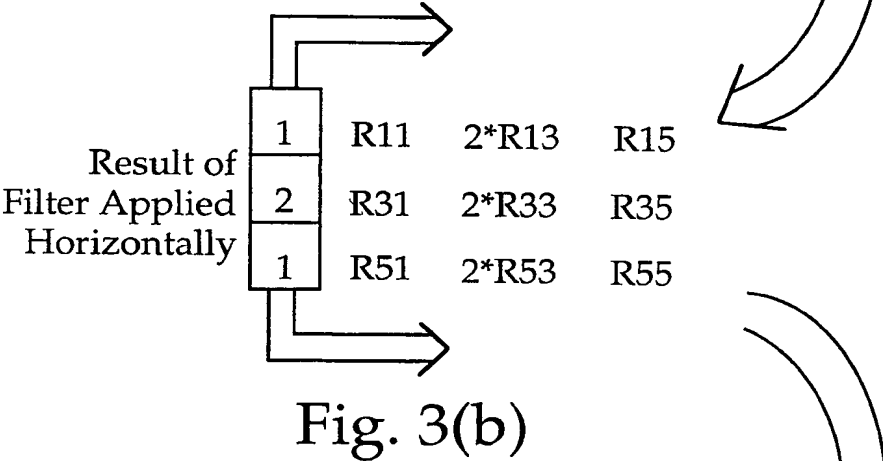 Result of
Filter Applied
Horizontally
1 R11 2*R13 R15
2 R31 2*R33 R35
1 R51 2*R53 R55
Fig. 3(b)